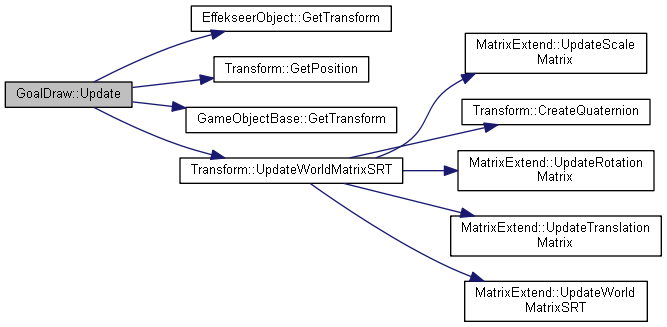 GoalDraw::Update
EffekseerObject::GetTransform
Transform::GetPosition
GameObjectBase::GetTransform
Transform::UpdateWorldMatrixSRT
MatrixExtend::UpdateScale
Matrix
Transform::CreateQuaternion
MatrixExtend::UpdateRotation
Matrix
MatrixExtend::UpdateTranslation
Matrix
MatrixExtend::UpdateWorld
MatrixSRT